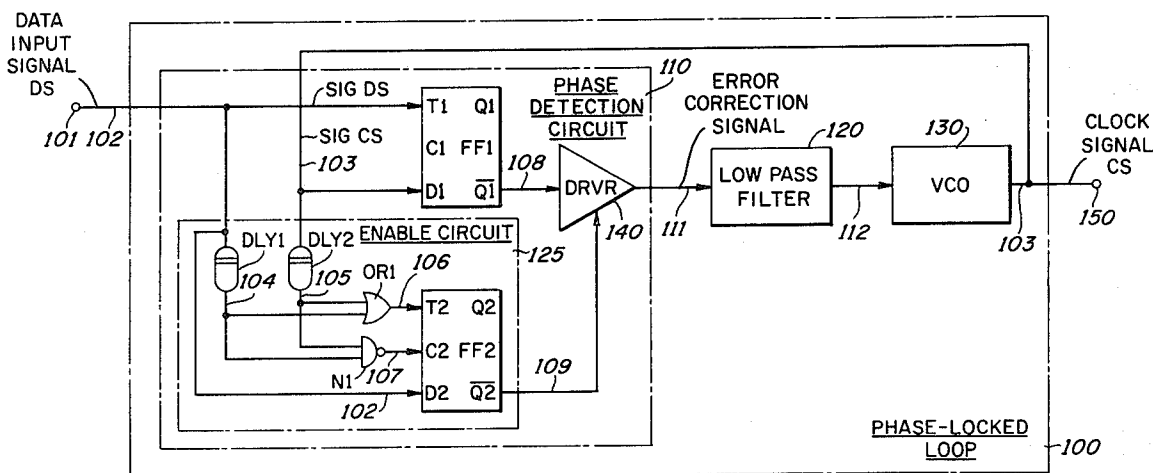 DATA
INPUT
SIGNAL
DS
101
102
SIG DS
SIG CS
103
T1 Q1
C1 FF1
D1 Q̅1̅
108
PHASE
DETECTION
CIRCUIT
110
DRVR
140
ERROR
CORRECTION
SIGNAL
111
120
LOW PASS
FILTER
112
130
VCO
103
CLOCK
SIGNAL
CS
150
ENABLE CIRCUIT
125
DLY1
104
DLY2
105
OR1
106
N1
107
102
T2 Q2
C2 FF2
D2 Q̅2̅
109
PHASE-LOCKED
LOOP
100